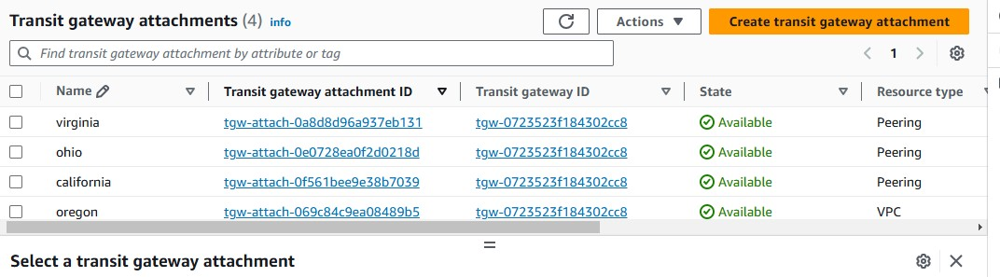 Transit gateway attachments (4) info
Actions
Create transit gateway attachment
Find transit gateway attachment by attribute or tag
1
Name Transit gateway attachment ID Transit gateway ID State Resource type
virginia tgw-attach-0a8d8d96a937eb131 tgw-0723523f184302cc8 Available Peering
ohio tgw-attach-0e0728ea0f2d0218d tgw-0723523f184302cc8 Available Peering
california tgw-attach-0f561bee9e38b7039 tgw-0723523f184302cc8 Available Peering
oregon tgw-attach-069c84c9ea08489b5 tgw-0723523f184302cc8 Available VPC
Select a transit gateway attachment